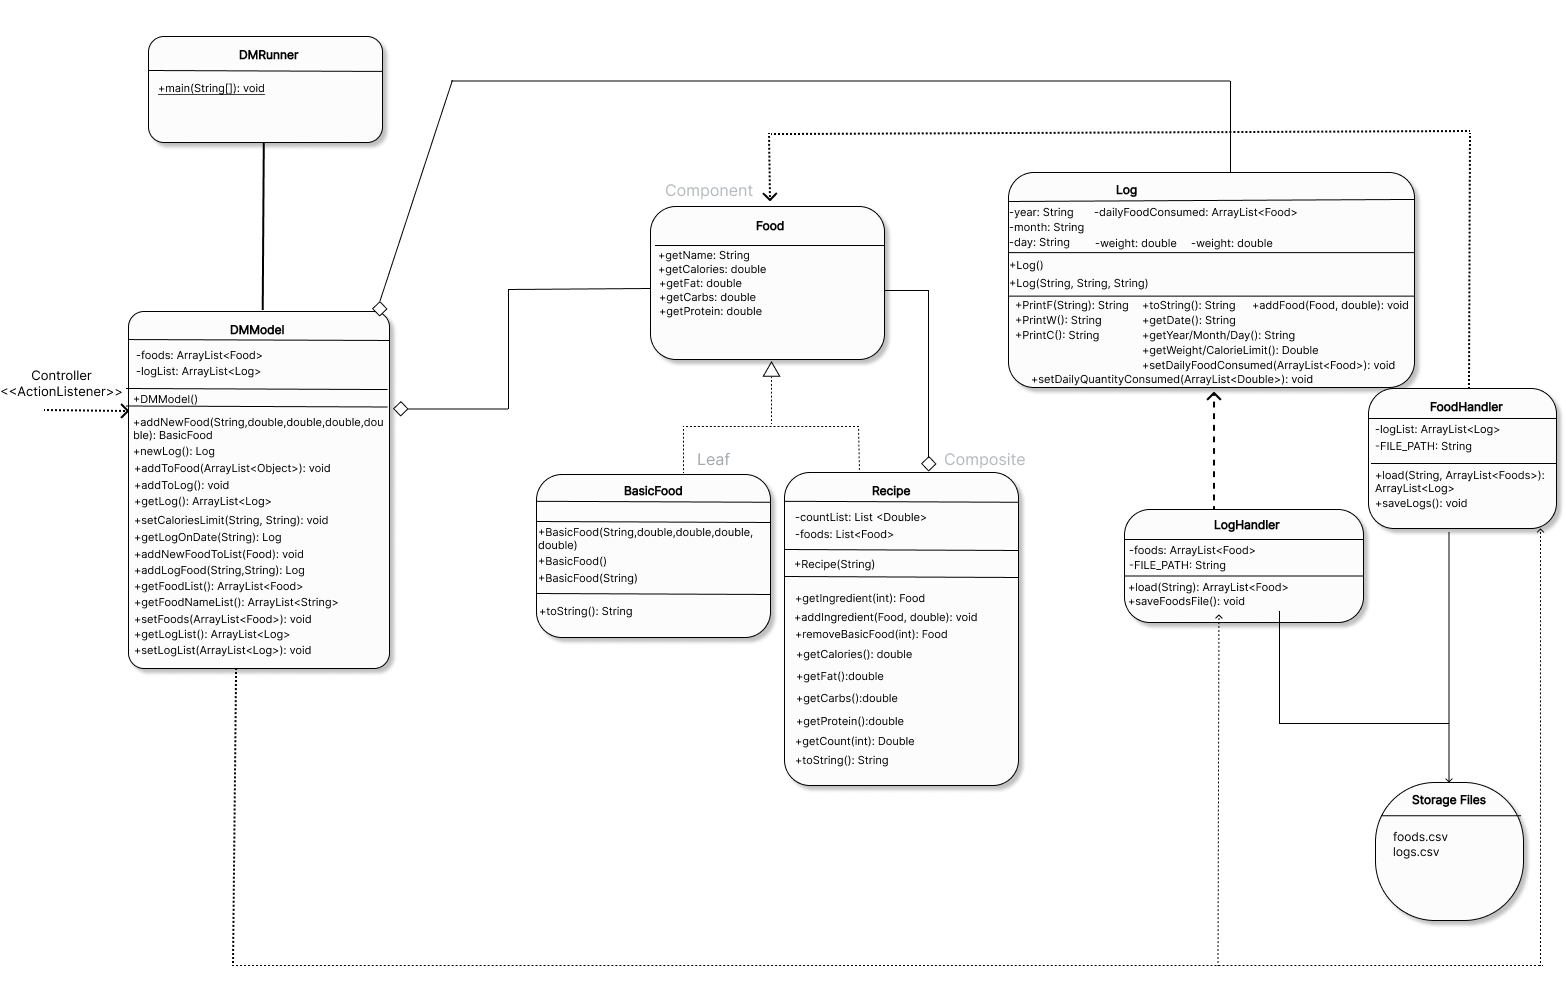 DMRunner
+main(String[]): void
Controller
<<ActionListener>>
DMModel
-foods: ArrayList<Food>
-logList: ArrayList<Log>
+DMModel()
+addNewFood(String,double,double,double,dou
ble): BasicFood
+newLog(): Log
+addToFood(ArrayList<Object>): void
+addToLog(): void
+getLog(): ArrayList<Log>
+setCaloriesLimit(String, String): void
+getLogOnDate(String): Log
+addNewFoodToList(Food): void
+addLogFood(String,String): Log
+getFoodList(): ArrayList<Food>
+getFoodNameList(): ArrayList<String>
+setFoods(ArrayList<Food>): void
+getLogList(): ArrayList<Log>
+setLogList(ArrayList<Log>): void
Component
Food
+getName: String
+getCalories: double
+getFat: double
+getCarbs: double
+getProtein: double
Leaf
BasicFood
+BasicFood(String,double,double,double,
double)
+BasicFood()
+BasicFood(String)
+toString(): String
Composite
Recipe
-countList: List <Double>
-foods: List<Food>
+Recipe(String)
+getIngredient(int): Food
+addIngredient(Food, double): void
+removeBasicFood(int): Food
+getCalories(): double
+getFat():double
+getCarbs():double
+getProtein():double
+getCount(int): Double
+toString(): String
Log
-year: String -dailyFoodConsumed: ArrayList<Food>
-month: String
-day: String -weight: double -weight: double
+Log()
+Log(String, String, String)
+PrintF(String): String +toString(): String +addFood(Food, double): void
+PrintW(): String +getDate(): String
+PrintC(): String +getYear/Month/Day(): String
+getWeight/CalorieLimit(): Double
+setDailyFoodConsumed(ArrayList<Food>): void
+setDailyQuantityConsumed(ArrayList<Double>): void
FoodHandler
-logList: ArrayList<Log>
-FILE_PATH: String
+load(String, ArrayList<Foods>):
ArrayList<Log>
+saveLogs(): void
LogHandler
-foods: ArrayList<Food>
-FILE_PATH: String
+load(String): ArrayList<Food>
+saveFoodsFile(): void
Storage Files
foods.csv
logs.csv